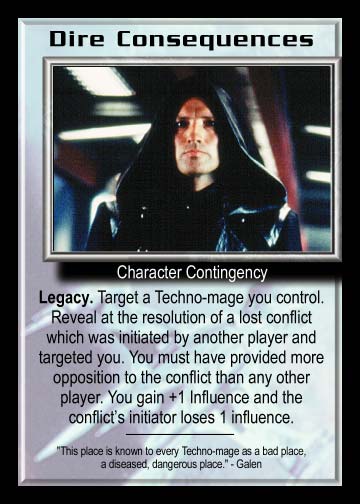 Dire Consequences
Character Contingency
Legacy. Target a Techno-mage you control.
Reveal at the resolution of a lost conflict
which was initiated by another player and
targeted you. You must have provided more
opposition to the conflict than any other
player. You gain +1 Influence and the
conflict's initiator loses 1 influence.
"This place is known to every Techno-mage as a bad place,
a diseased, dangerous place." - Galen